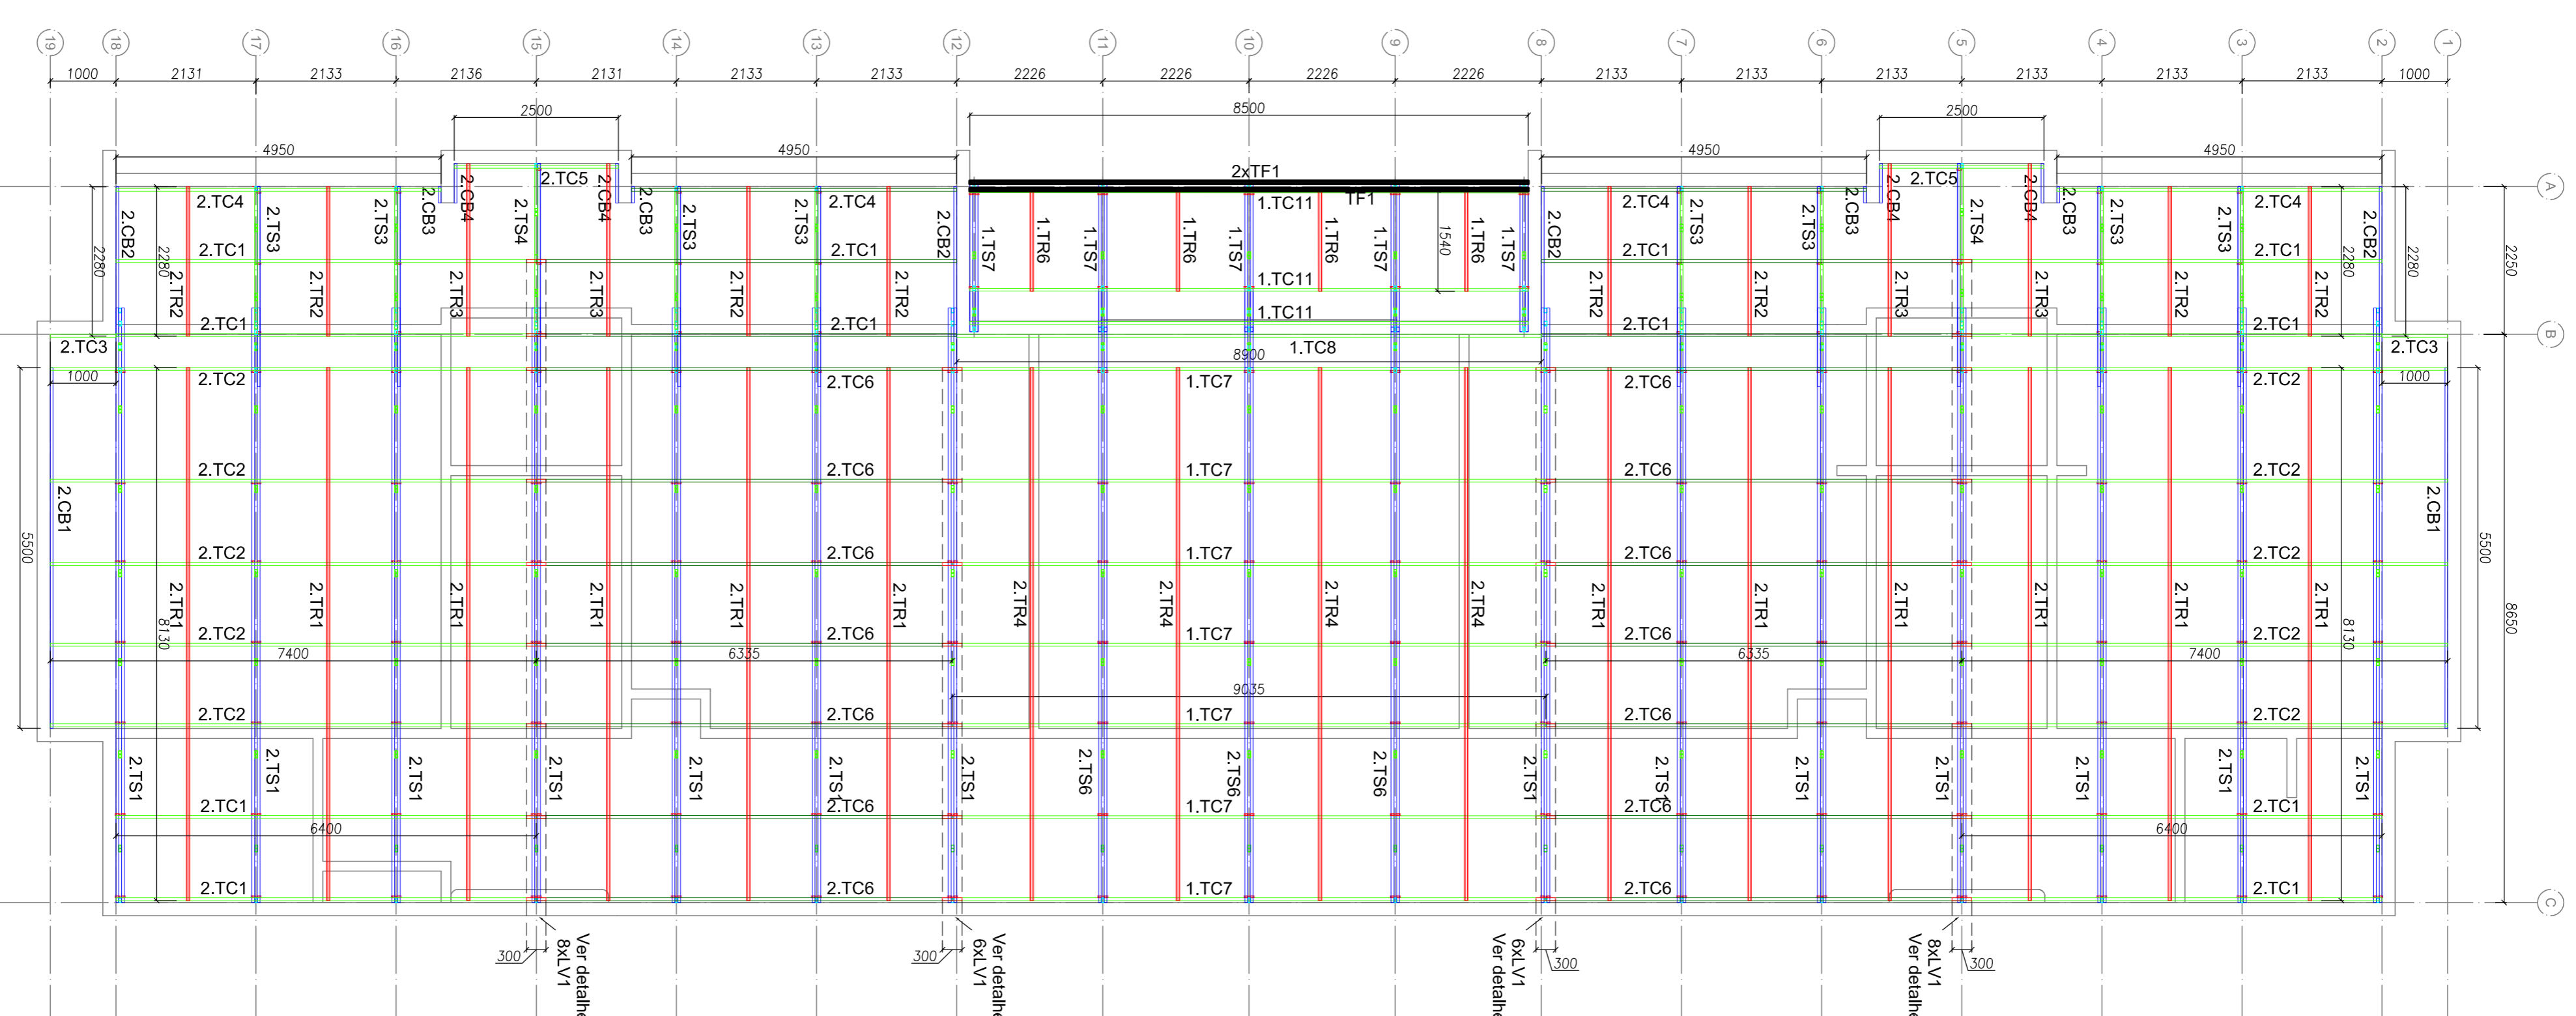 19 18 17 16 15 14 13 12 11 10 9 8 7 6 5 4 3 2 1
1000 2131 2133 2136 2131 2133 2133 2226 2226 2226 2226 2133 2133 2133 2133 2133 2133 1000
2500 8500 2500
4950 4950 4950 4950
2xTF1
2.TC5 2.TC5
A
2.TC4 2.TC4 1.TC11 TF1 2.TC4 2.TC4
2.CB2 2.TS3 2.TS3 2.CB3 2.CB4 2.TS4 2.CB4 2.CB3 2.TS3 2.TS3 2.CB2 1.TS7 1.TR6 1.TS7 1.TR6 1.TS7 1.TR6 1.TS7 1.TR6 1.TS7 2.CB2 2.TS3 2.TS3 2.CB3 2.CB4 2.TS4 2.CB4 2.CB3 2.TS3 2.TS3 2.CB2
2.TC1 2.TC1 2.TC1 2.TC1
2280 2280 1540 2280 2280 2250
1.TC11
2.TR2 2.TR2 2.TR3 2.TR3 2.TR2 2.TR2 2.TR2 2.TR2 2.TR3 2.TR3 2.TR2 2.TR2
1.TC11
2.TC1 2.TC1 2.TC1 2.TC1
B
2.TC3 1.TC8 2.TC3
8900
1000 2.TC2 2.TC6 1.TC7 2.TC6 2.TC2 1000
2.TC2 2.TC6 1.TC7 2.TC6 2.TC2
2.CB1 2.CB1
5500 5500
2.TC2 2.TC6 1.TC7 2.TC6 2.TC2
2.TR1 2.TR1 2.TR1 2.TR1 2.TR1 2.TR1 2.TR4 2.TR4 2.TR4 2.TR4 2.TR1 2.TR1 2.TR1 2.TR1 2.TR1 2.TR1
8130 8130 8650
2.TC2 2.TC6 1.TC7 2.TC6 2.TC2
7400 6335 6335 7400
9035
2.TC2 2.TC6 1.TC7 2.TC6 2.TC2
2.TS1 2.TS1 2.TS1 2.TS1 2.TS1 2.TS1 2.TS1 2.TS6 2.TS6 2.TS6 2.TS1 2.TS1 2.TS1 2.TS1 2.TS1 2.TS1 2.TS1
2.TC1 2.TC6 1.TC7 2.TC6 2.TC1
6400 6400
2.TC1 2.TC6 1.TC7 2.TC6 2.TC1
C
300 300 300 300
Ver detalhe
8xLV1
Ver detalhe
6xLV1
6xLV1
Ver detalhe
8xLV1
Ver detalhe